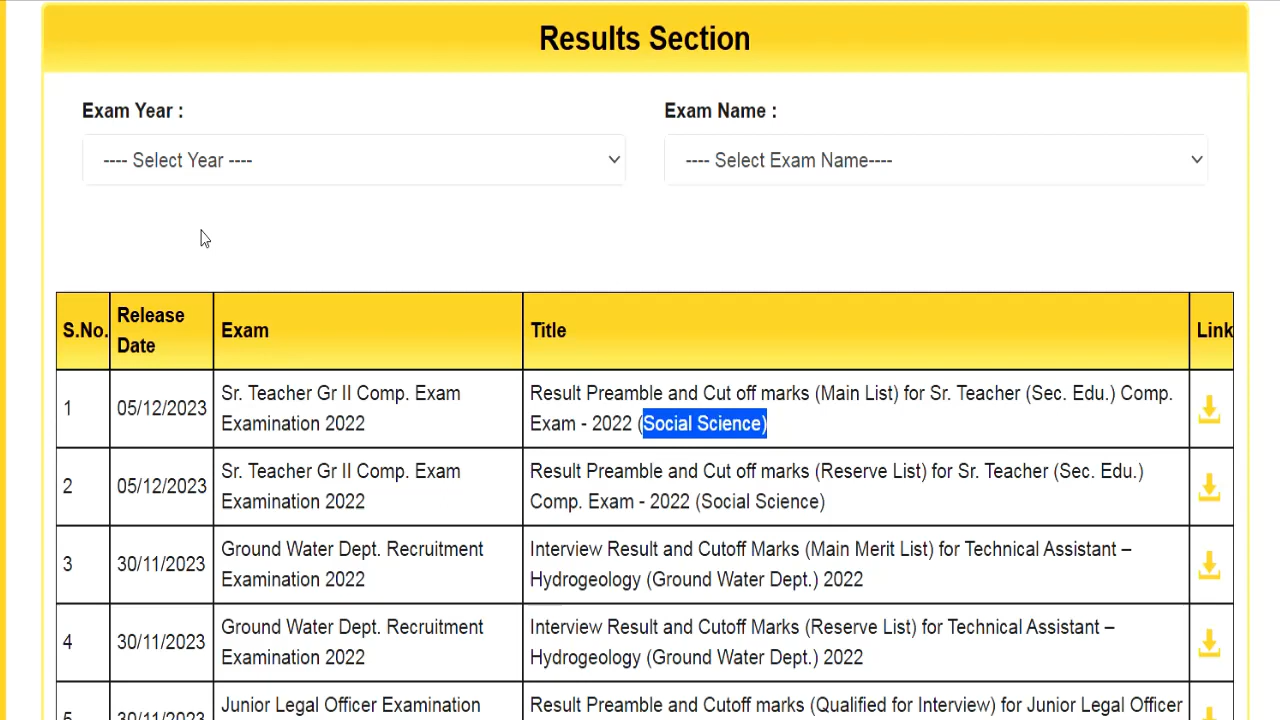 Results Section
Exam Year :
Exam Name :
---- Select Year ----
---- Select Exam Name----
S.No.
Release
Date
Exam
Title
Link
1
05/12/2023
Sr. Teacher Gr II Comp. Exam
Examination 2022
Result Preamble and Cut off marks (Main List) for Sr. Teacher (Sec. Edu.) Comp.
Exam - 2022 (Social Science)
2
05/12/2023
Sr. Teacher Gr II Comp. Exam
Examination 2022
Result Preamble and Cut off marks (Reserve List) for Sr. Teacher (Sec. Edu.)
Comp. Exam - 2022 (Social Science)
3
30/11/2023
Ground Water Dept. Recruitment
Examination 2022
Interview Result and Cutoff Marks (Main Merit List) for Technical Assistant –
Hydrogeology (Ground Water Dept.) 2022
4
30/11/2023
Ground Water Dept. Recruitment
Examination 2022
Interview Result and Cutoff Marks (Reserve List) for Technical Assistant –
Hydrogeology (Ground Water Dept.) 2022
5
30/11/2023
Junior Legal Officer Examination
Result Preamble and Cutoff marks (Qualified for Interview) for Junior Legal Officer